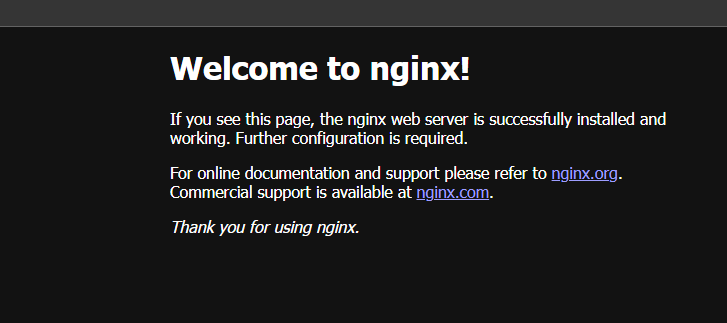 Welcome to nginx!
If you see this page, the nginx web server is successfully installed and
working. Further configuration is required.
For online documentation and support please refer to nginx.org.
Commercial support is available at nginx.com.
Thank you for using nginx.